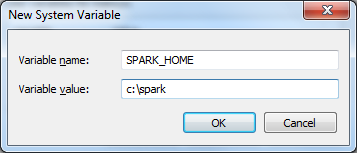 New System Variable
Variable name: SPARK_HOME
Variable value: c:\spark
OK Cancel